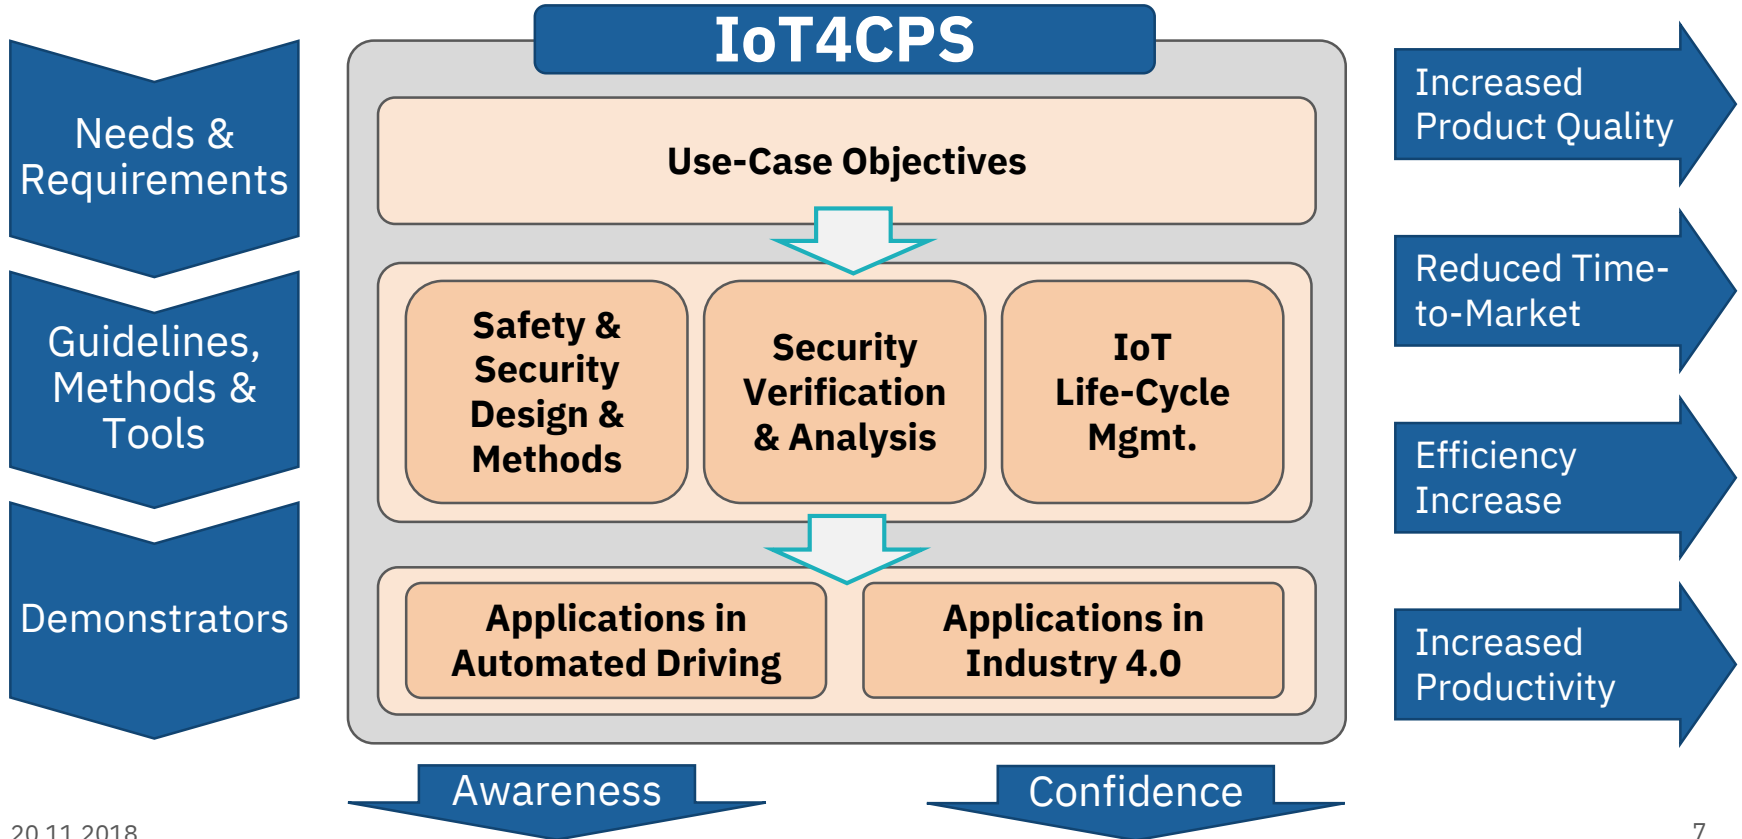 IoT4CPS
Needs &
Requirements
Guidelines,
Methods &
Tools
Demonstrators
Use-Case Objectives
Safety &
Security
Design &
Methods
Security
Verification
& Analysis
IoT
Life-Cycle
Mgmt.
Applications in
Automated Driving
Applications in
Industry 4.0
Increased
Product Quality
Reduced Time-
to-Market
Efficiency
Increase
Increased
Productivity
Awareness
Confidence
20.11.2018
7